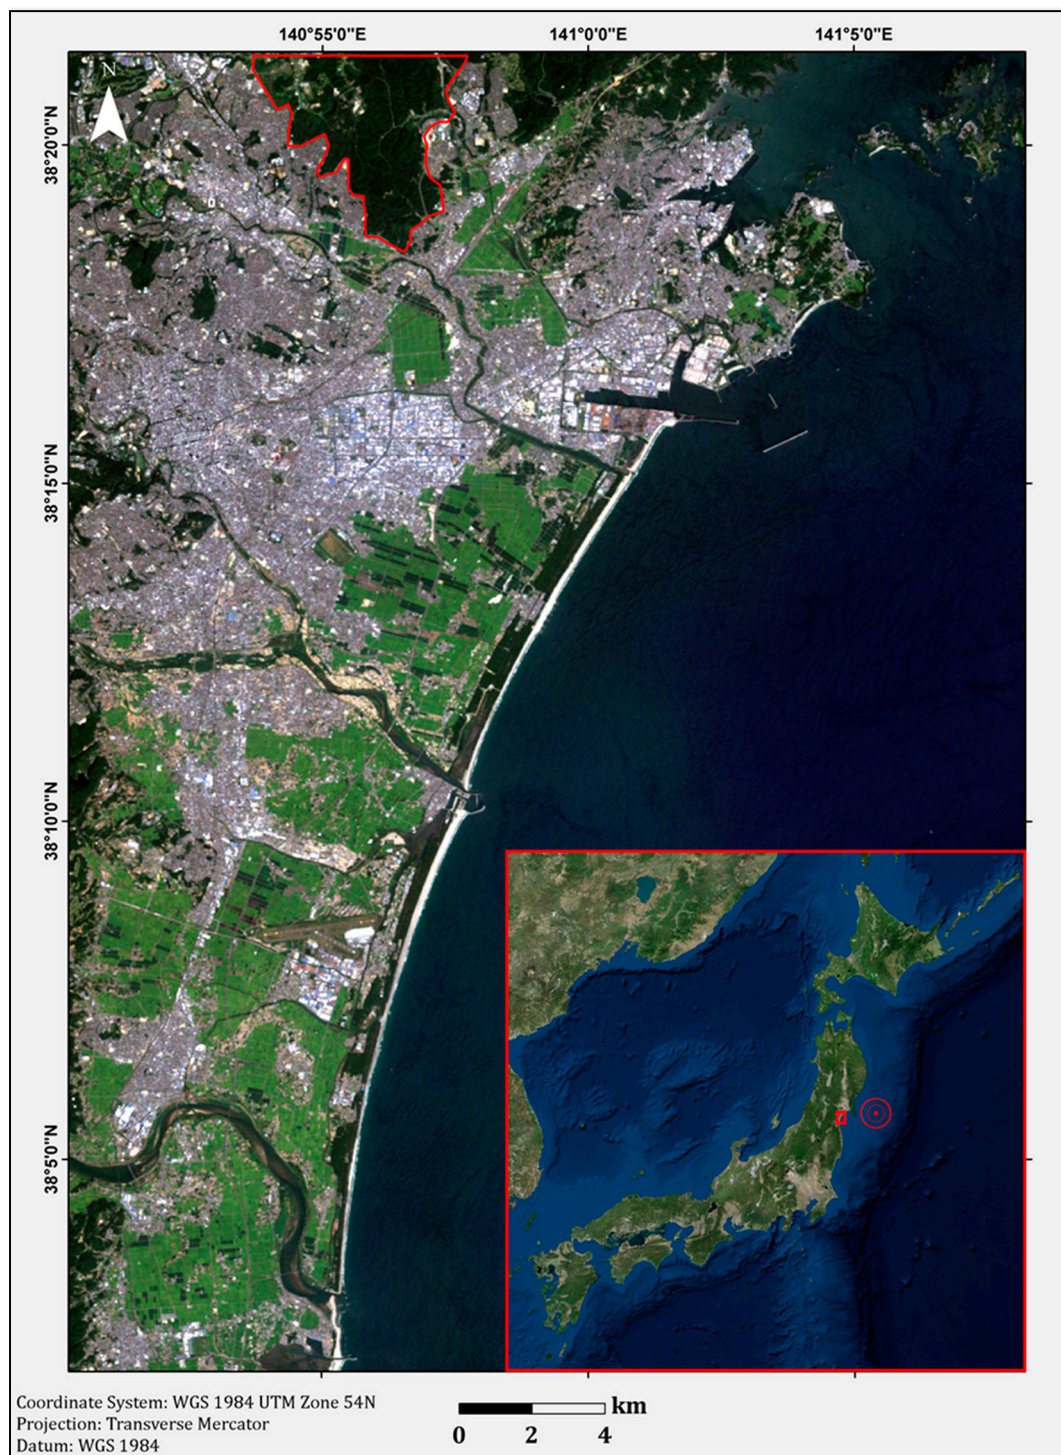 140°55'0"E 141°0'0"E 141°5'0"E
N
38°20'0"N
38°15'0"N
38°10'0"N
38°5'0"N
Coordinate System: WGS 1984 UTM Zone 54N
Projection: Transverse Mercator
Datum: WGS 1984
km
0 2 4